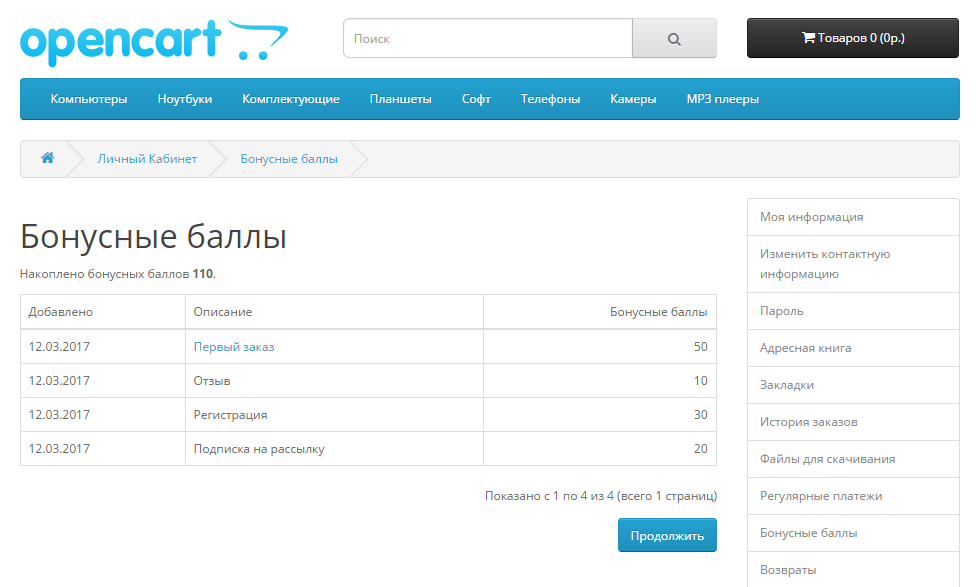 opencart
Поиск
Товаров 0 (0р.)
Компьютеры Ноутбуки Комплектующие Планшеты Софт Телефоны Камеры MP3 плееры
Личный Кабинет Бонусные баллы
Бонусные баллы
Накоплено бонусных баллов 110.
Добавлено Описание Бонусные баллы
12.03.2017 Первый заказ 50
12.03.2017 Отзыв 10
12.03.2017 Регистрация 30
12.03.2017 Подписка на рассылку 20
Показано с 1 по 4 из 4 (всего 1 страниц)
Продолжить
Моя информация
Изменить контактную
информацию
Пароль
Адресная книга
Закладки
История заказов
Файлы для скачивания
Регулярные платежи
Бонусные баллы
Возвраты